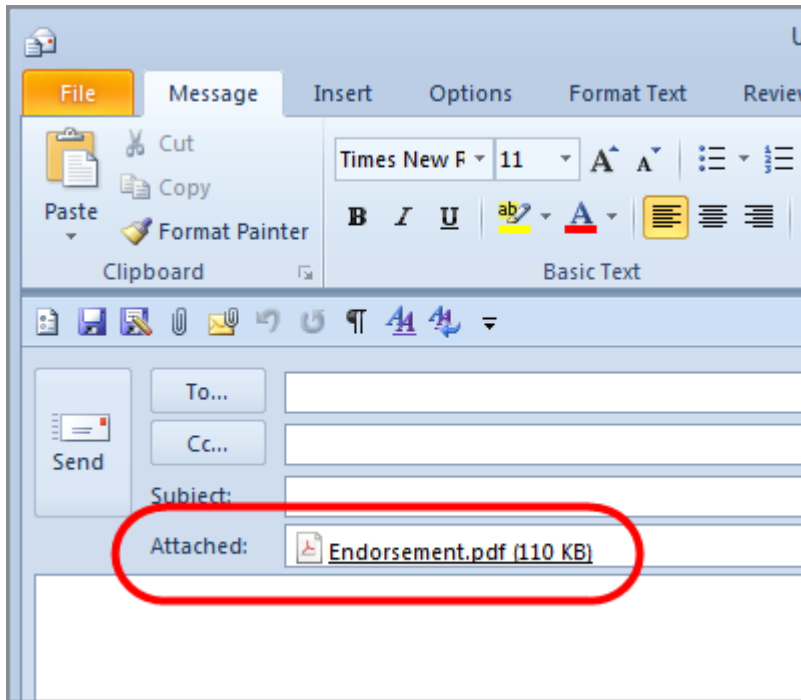 U
File Message Insert Options Format Text Review
Paste
Cut
Copy
Format Painter
Clipboard
Times New R 11
B I U
Basic Text
Send
To...
Cc...
Subject:
Attached: Endorsement.pdf (110 KB)